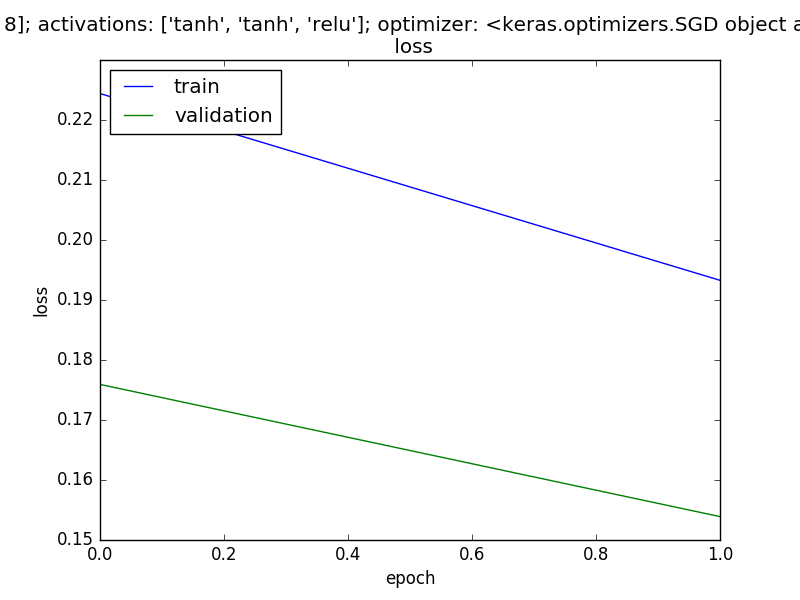 8]; activations: ['tanh', 'tanh', 'relu']; optimizer: <keras.optimizers.SGD object a
loss
train
validation
0.22
0.21
0.20
0.19
0.18
0.17
0.16
0.15
loss
0.0 0.2 0.4 0.6 0.8 1.0
epoch